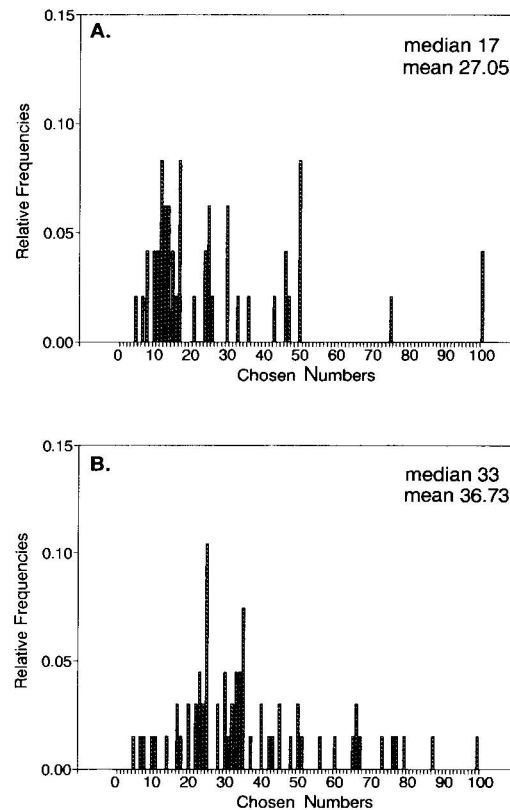 A.
median 17
mean 27.05
Relative Frequencies
0.15
0.10
0.05
0.00
0 10 20 30 40 50 60 70 80 90 100
Chosen Numbers
B.
median 33
mean 36.73
Relative Frequencies
0.15
0.10
0.05
0.00
0 10 20 30 40 50 60 70 80 90 100
Chosen Numbers